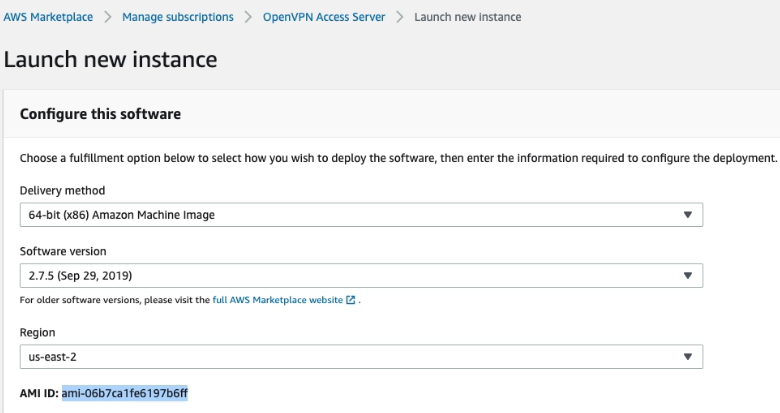 AWS Marketplace > Manage subscriptions > OpenVPN Access Server > Launch new instance
Launch new instance
Configure this software
Choose a fulfillment option below to select how you wish to deploy the software, then enter the information required to configure the deployment.
Delivery method
64-bit (x86) Amazon Machine Image
Software version
2.7.5 (Sep 29, 2019)
For older software versions, please visit the full AWS Marketplace website .
Region
us-east-2
AMI ID: ami-06b7ca1fe6197b6ff